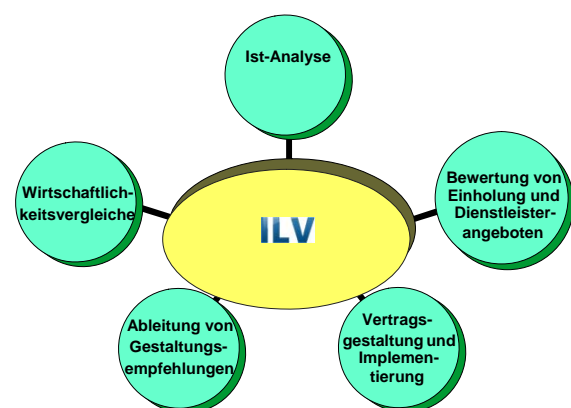 Ist-Analyse
Bewertung von
Einholung und
Dienstleister-
angeboten
Vertrags-
gestaltung und
Implemen-
tierung
Ableitung von
Gestaltungs-
empfehlungen
Wirtschaftlich-
keitsvergleiche
ILV